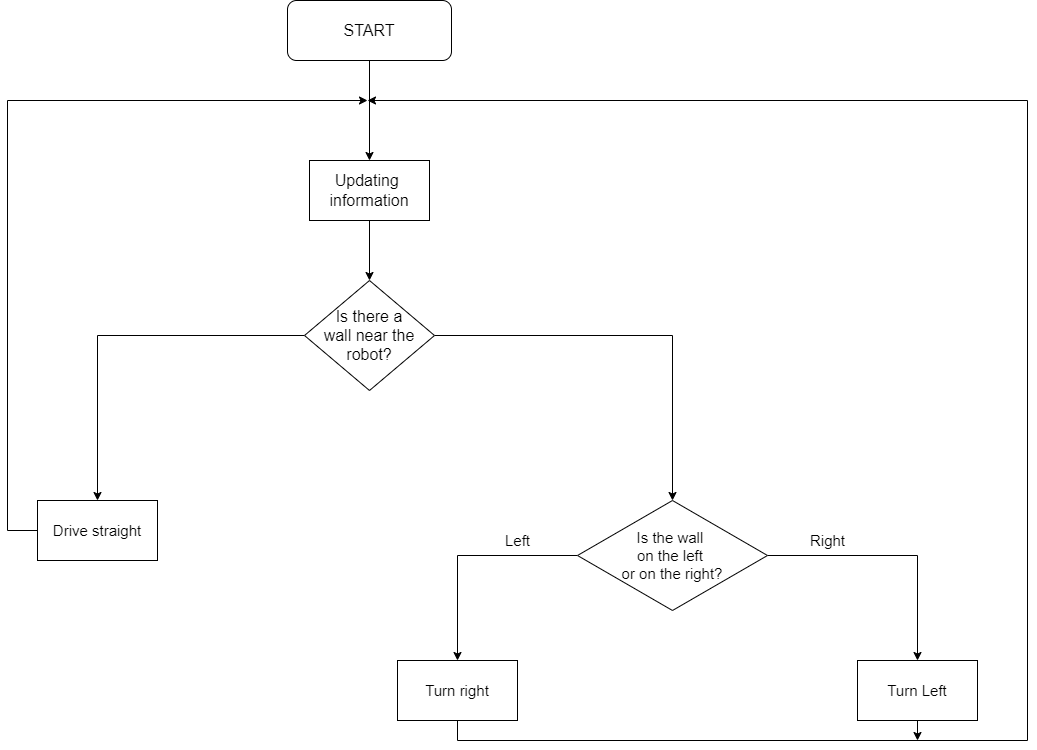 START
Updating
information
Is there a
wall near the
robot?
Drive straight
Left
Is the wall
on the left
or on the right?
Right
Turn right
Turn Left